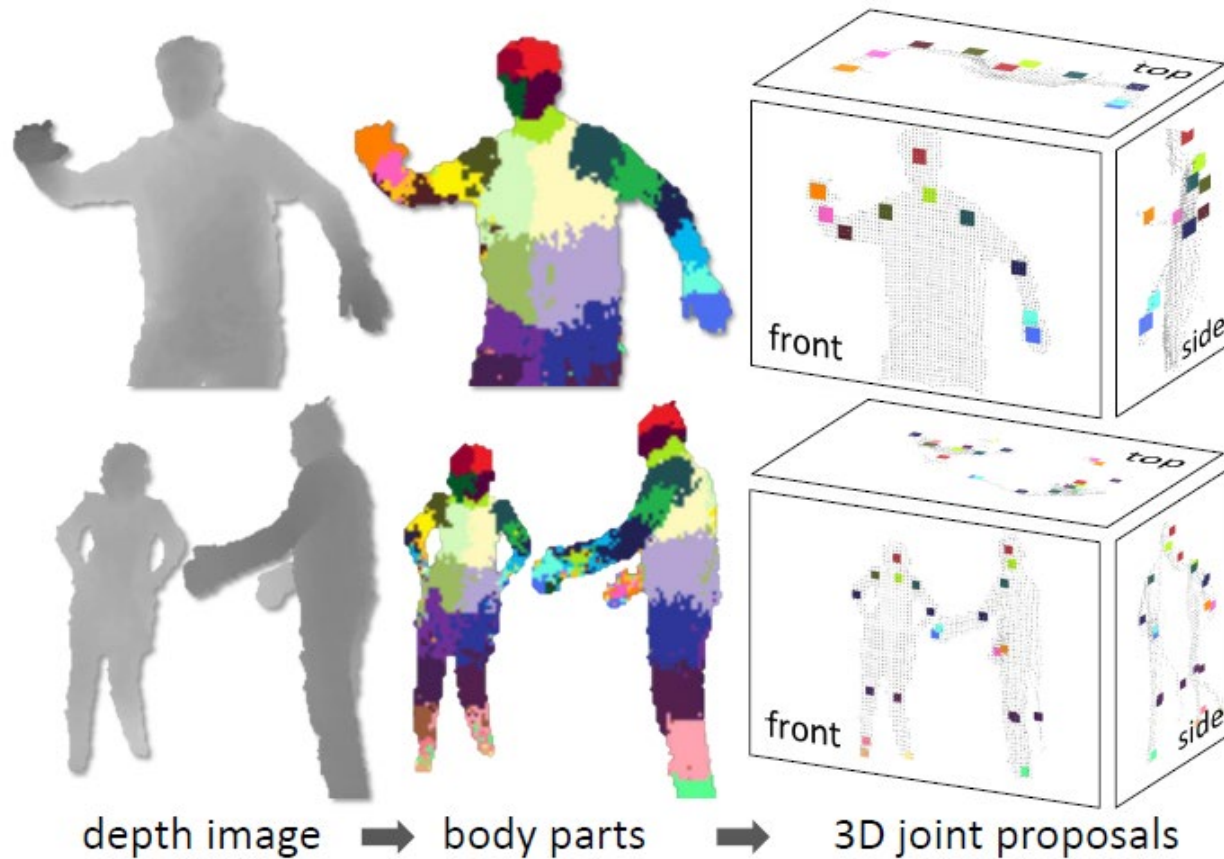 top
front
side
top
front
side
depth image
body parts
3D joint proposals